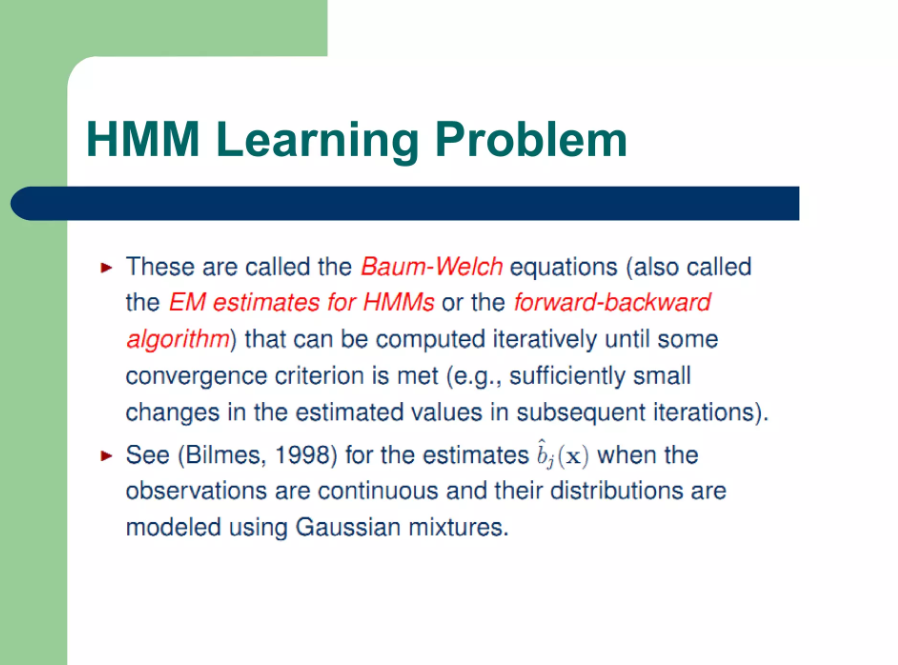 HMM Learning Problem
► These are called the Baum-Welch equations (also called
the EM estimates for HMMs or the forward-backward
algorithm) that can be computed iteratively until some
convergence criterion is met (e.g., sufficiently small
changes in the estimated values in subsequent iterations).
► See (Bilmes, 1998) for the estimates b̂ⱼ(x) when the
observations are continuous and their distributions are
modeled using Gaussian mixtures.